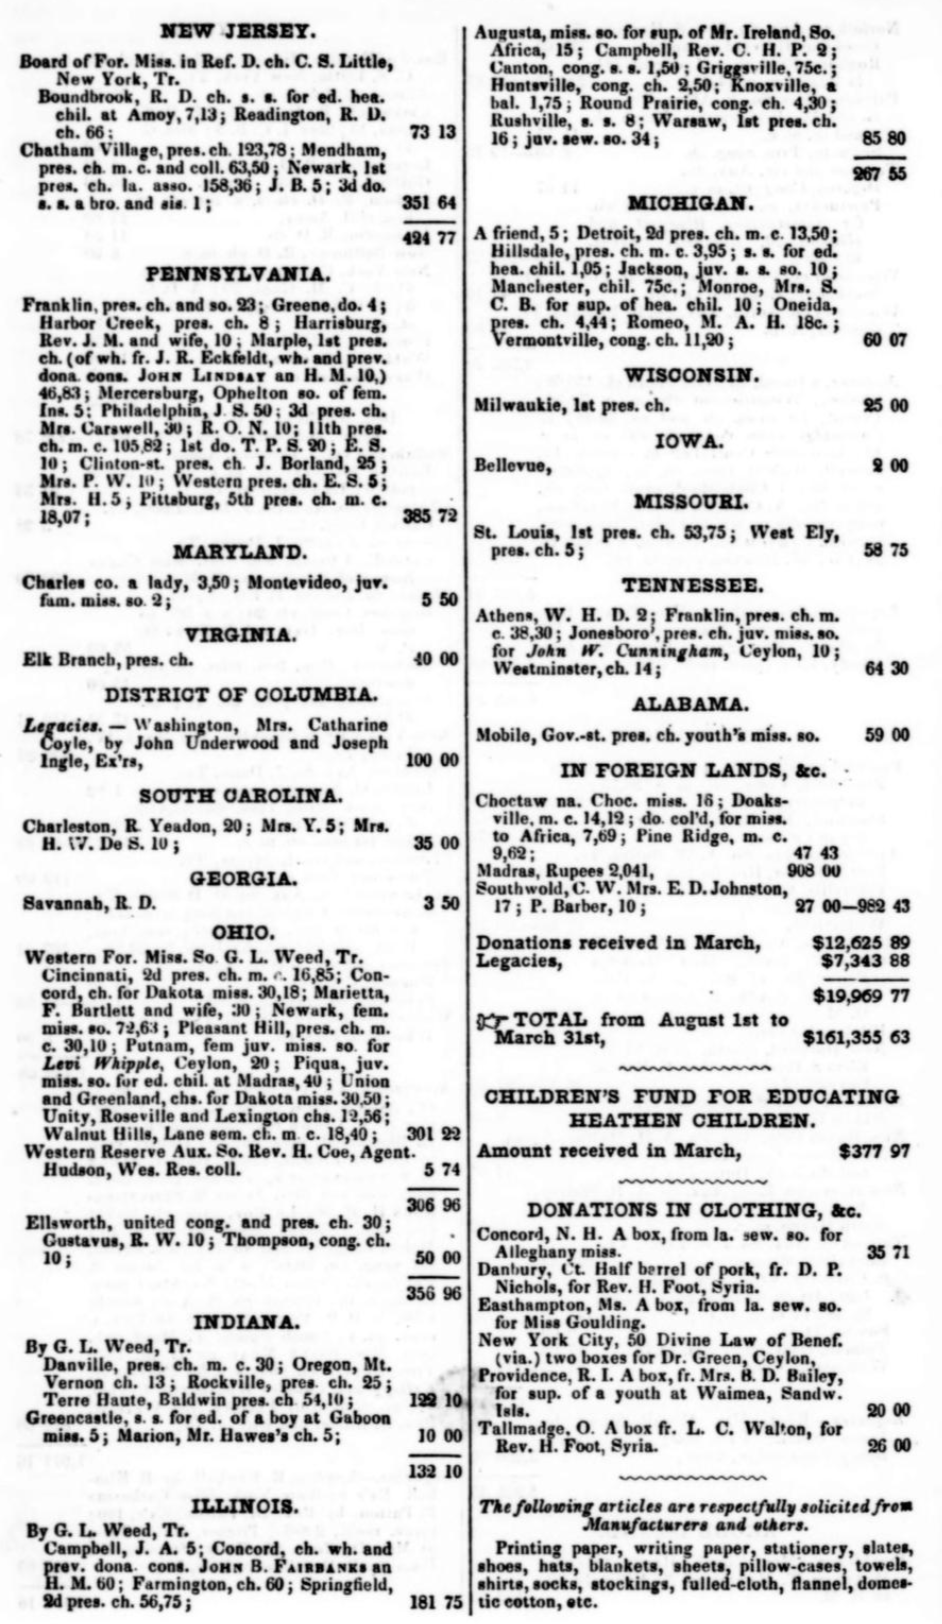 NEW JERSEY.
Board of For. Miss. in Ref. D. ch. C. S. Little,
New York, Tr.
Boundbrook, R. D. ch. s. s. for ed. hea.
chil. at Amoy, 7,13; Readington, R. D.
ch. 66; 73 13
Chatham Village, pres. ch. 123,78; Mendham,
pres. ch. m. c. and coll. 63,50; Newark, 1st
pres. ch. la. asso. 158,36; J. B. 5; 3d do.
s. s. a bro. and sis. 1; 351 64
424 77
PENNSYLVANIA.
Franklin, pres. ch. and so. 23; Greene, do. 4;
Harbor Creek, pres. ch. 8; Harrisburg,
Rev. J. M. and wife, 10; Marple, 1st pres.
ch. (of wh. fr. J. R. Eckfeldt, wh. and prev.
dona. cons. JOHN LINDSAY an H. M. 10,)
46,83; Mercersburg, Ophelton so. of fem.
Ins. 5; Philadelphia, J. S. 50; 3d pres. ch.
Mrs. Carswell, 30; R. O. N. 10; 11th pres.
ch. m. c. 105,82; 1st do. T. P. S. 20; E. S.
10; Clinton-st. pres. ch. J. Borland, 25;
Mrs. P. W. 10; Western pres. ch. E. S. 5;
Mrs. H. 5; Pittsburg, 5th pres. ch. m. c.
18,07; 385 72
MARYLAND.
Charles co. a lady, 3,50; Montevideo, juv.
fam. miss. so. 2; 5 50
VIRGINIA.
Elk Branch, pres. ch. 40 00
DISTRICT OF COLUMBIA.
Legacies. — Washington, Mrs. Catharine
Coyle, by John Underwood and Joseph
Ingle, Ex'rs, 100 00
SOUTH CAROLINA.
Charleston, R. Yeadon, 20; Mrs. Y. 5; Mrs.
H. W. De S. 10; 35 00
GEORGIA.
Savannah, R. D. 3 50
OHIO.
Western For. Miss. So. G. L. Weed, Tr.
Cincinnati, 2d pres. ch. m. c. 16,85; Con-
cord, ch. for Dakota miss. 30,18; Marietta,
F. Bartlett and wife, 30; Newark, fem.
miss. so. 72,63; Pleasant Hill, pres. ch. m.
c. 30,10; Putnam, fem juv. miss. so. for
Levi Whipple, Ceylon, 20; Piqua, juv.
miss. so. for ed. chil. at Madras, 40; Union
and Greenland, chs. for Dakota miss. 30,50;
Unity, Roseville and Lexington chs. 12,56;
Walnut Hills, Lane sem. ch. m. c. 18,40; 301 22
Western Reserve Aux. So. Rev. H. Coe, Agent.
Hudson, Wes. Res. coll. 5 74
306 96
Ellsworth, united cong. and pres. ch. 30;
Gustavus, R. W. 10; Thompson, cong. ch.
10; 50 00
356 96
INDIANA.
By G. L. Weed, Tr.
Danville, pres. ch. m. c. 30; Oregon, Mt.
Vernon ch. 13; Rockville, pres. ch. 25;
Terre Haute, Baldwin pres. ch. 54,10; 122 10
Greencastle, s. s. for ed. of a boy at Gaboon
miss. 5; Marion, Mr. Hawes's ch. 5; 10 00
132 10
ILLINOIS.
By G. L. Weed, Tr.
Campbell, J. A. 5; Concord, ch. wh. and
prev. dona. cons. JOHN B. FAIRBANKS an
H. M. 60; Farmington, ch. 60; Springfield,
2d pres. ch. 56,75; 181 75
Augusta, miss. so. for sup. of Mr. Ireland, So.
Africa, 15; Campbell, Rev. C. H. P. 2;
Canton, cong. s. s. 1,50; Griggsville, 75c.;
Huntsville, cong. ch. 2,50; Knoxville, a
bal. 1,75; Round Prairie, cong. ch. 4,30;
Rushville, s. s. 8; Warsaw, 1st pres. ch.
16; juv. sew. so. 34; 85 80
267 55
MICHIGAN.
A friend, 5; Detroit, 2d pres. ch. m. c. 13,50;
Hillsdale, pres. ch. m. c. 3,95; s. s. for ed.
hea. chil. 1,05; Jackson, juv. s. s. so. 10;
Manchester, chil. 75c.; Monroe, Mrs. S.
C. B. for sup. of hea. chil. 10; Oneida,
pres. ch. 4,44; Romeo, M. A. H. 18c.;
Vermontville, cong. ch. 11,20; 60 07
WISCONSIN.
Milwaukie, 1st pres. ch. 25 00
IOWA.
Bellevue, 2 00
MISSOURI.
St. Louis, 1st pres. ch. 53,75; West Ely,
pres. ch. 5; 58 75
TENNESSEE.
Athens, W. H. D. 2; Franklin, pres. ch. m.
c. 38,30; Jonesboro', pres. ch. juv. miss. so.
for John W. Cunningham, Ceylon, 10;
Westminster, ch. 14; 64 30
ALABAMA.
Mobile, Gov.-st. pres. ch. youth's miss. so. 59 00
IN FOREIGN LANDS, &c.
Choctaw na. Choc. miss. 16; Doaks-
ville, m. c. 14,12; do. col'd, for miss.
to Africa, 7,69; Pine Ridge, m. c.
9,62; 47 43
Madras, Rupees 2,041, 908 00
Southwold, C. W. Mrs. E. D. Johnston,
17; P. Barber, 10; 27 00—982 43
Donations received in March, $12,625 89
Legacies, $7,343 88
$19,969 77
☞ TOTAL from August 1st to
March 31st, $161,355 63
CHILDREN'S FUND FOR EDUCATING
HEATHEN CHILDREN.
Amount received in March, $377 97
DONATIONS IN CLOTHING, &c.
Concord, N. H. A box, from la. sew. so. for
Alleghany miss. 35 71
Danbury, Ct. Half barrel of pork, fr. D. P.
Nichols, for Rev. H. Foot, Syria.
Easthampton, Ms. A box, from la. sew. so.
for Miss Goulding.
New York City, 50 Divine Law of Benef.
(via.) two boxes for Dr. Green, Ceylon,
Providence, R. I. A box, fr. Mrs. B. D. Bailey,
for sup. of a youth at Waimea, Sandw.
Isls. 20 00
Tallmadge, O. A box fr. L. C. Walton, for
Rev. H. Foot, Syria. 26 00
The following articles are respectfully solicited from
Manufacturers and others.
Printing paper, writing paper, stationery, slates,
shoes, hats, blankets, sheets, pillow-cases, towels,
shirts, socks, stockings, fulled-cloth, flannel, domes-
tic cotton, etc.